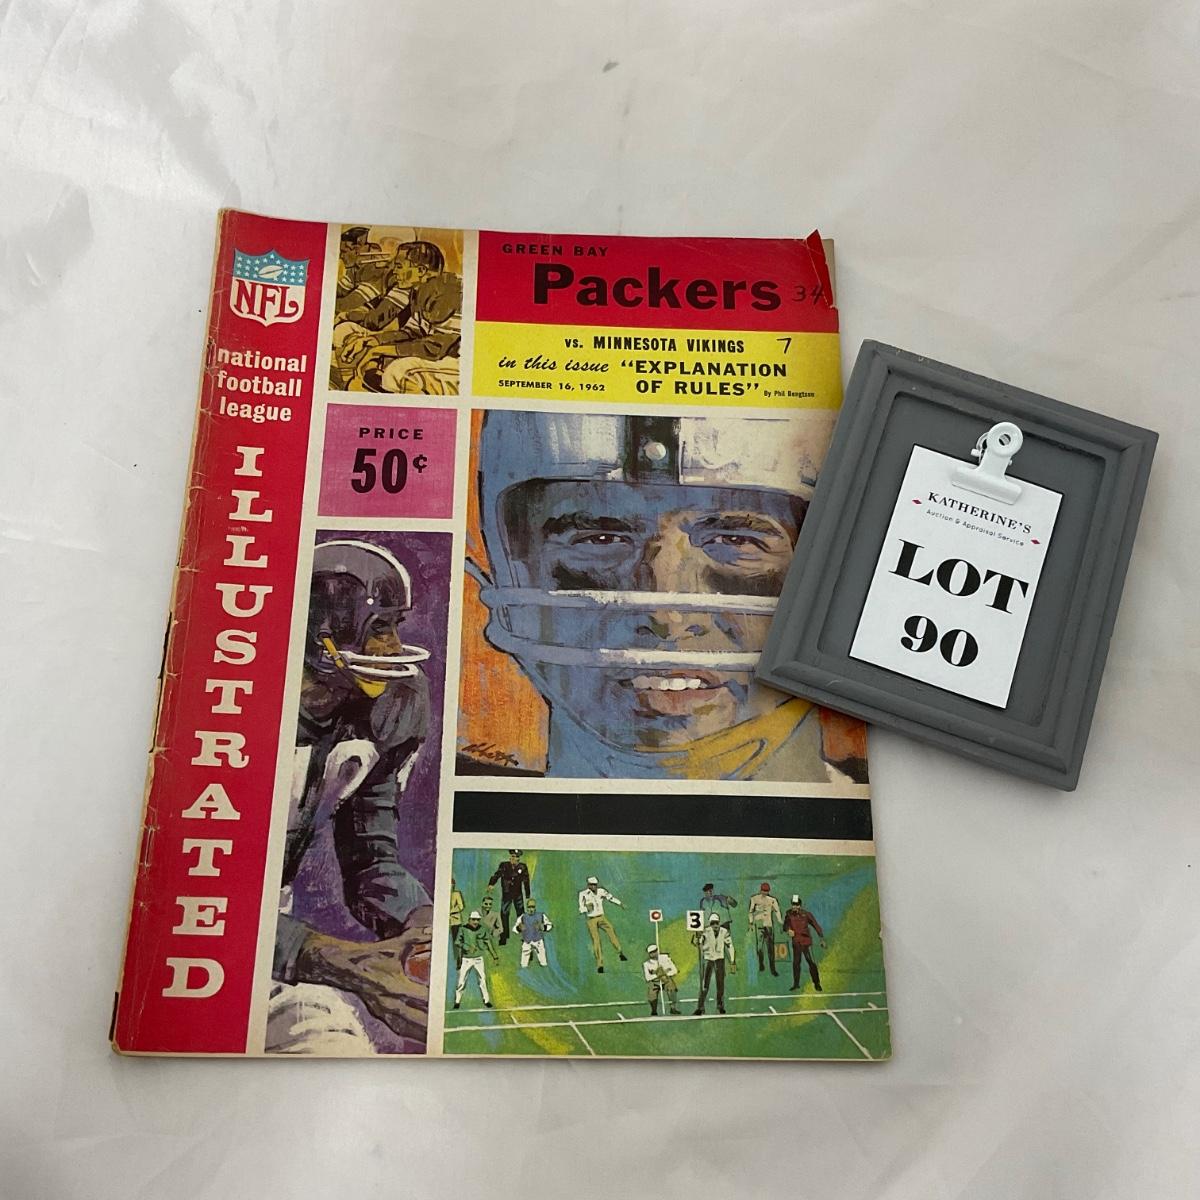 NFL
national
football
league
ILLUSTRATED
GREEN BAY
Packers 34
vs. MINNESOTA VIKINGS 7
in this issue "EXPLANATION
OF RULES"
SEPTEMBER 16, 1962
By Phil Bengtson
PRICE
50¢
3
KATHERINE'S
Auction & Appraisal Service
LOT
90